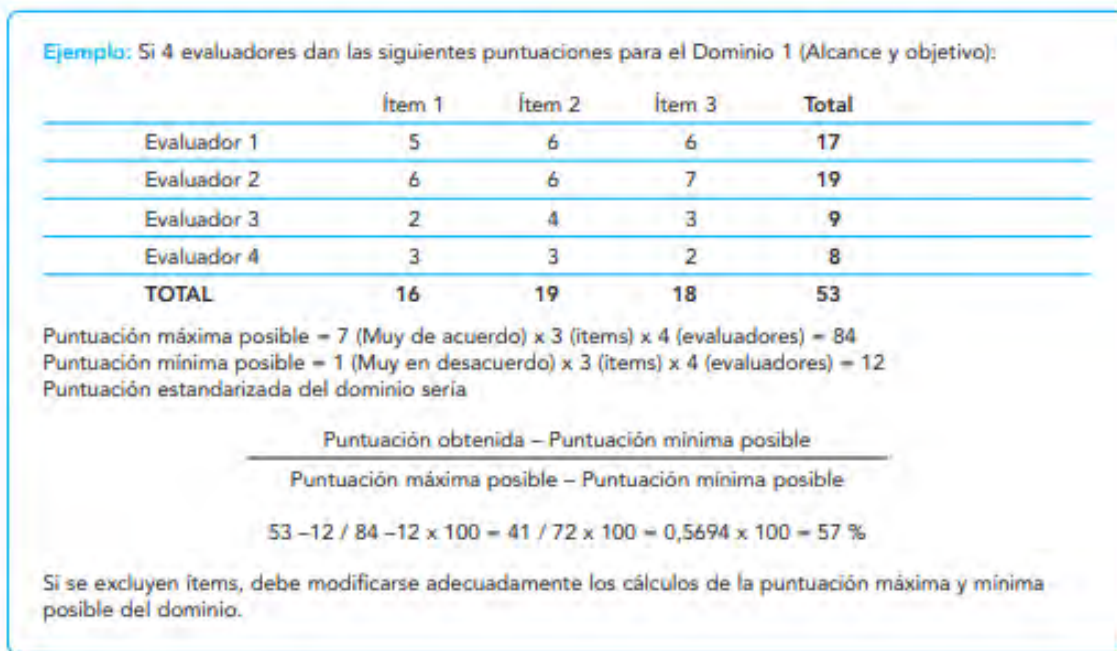 Ejemplo: Si 4 evaluadores dan las siguientes puntuaciones para el Dominio 1 (Alcance y objetivo):
Ítem 1 Ítem 2 Ítem 3 Total
Evaluador 1 5 6 6 17
Evaluador 2 6 6 7 19
Evaluador 3 2 4 3 9
Evaluador 4 3 3 2 8
TOTAL 16 19 18 53
Puntuación máxima posible = 7 (Muy de acuerdo) x 3 (ítems) x 4 (evaluadores) = 84
Puntuación mínima posible = 1 (Muy en desacuerdo) x 3 (ítems) x 4 (evaluadores) = 12
Puntuación estandarizada del dominio sería
Puntuación obtenida – Puntuación mínima posible
Puntuación máxima posible – Puntuación mínima posible
53 –12 / 84 –12 x 100 = 41 / 72 x 100 = 0,5694 x 100 = 57 %
Si se excluyen ítems, debe modificarse adecuadamente los cálculos de la puntuación máxima y mínima
posible del dominio.